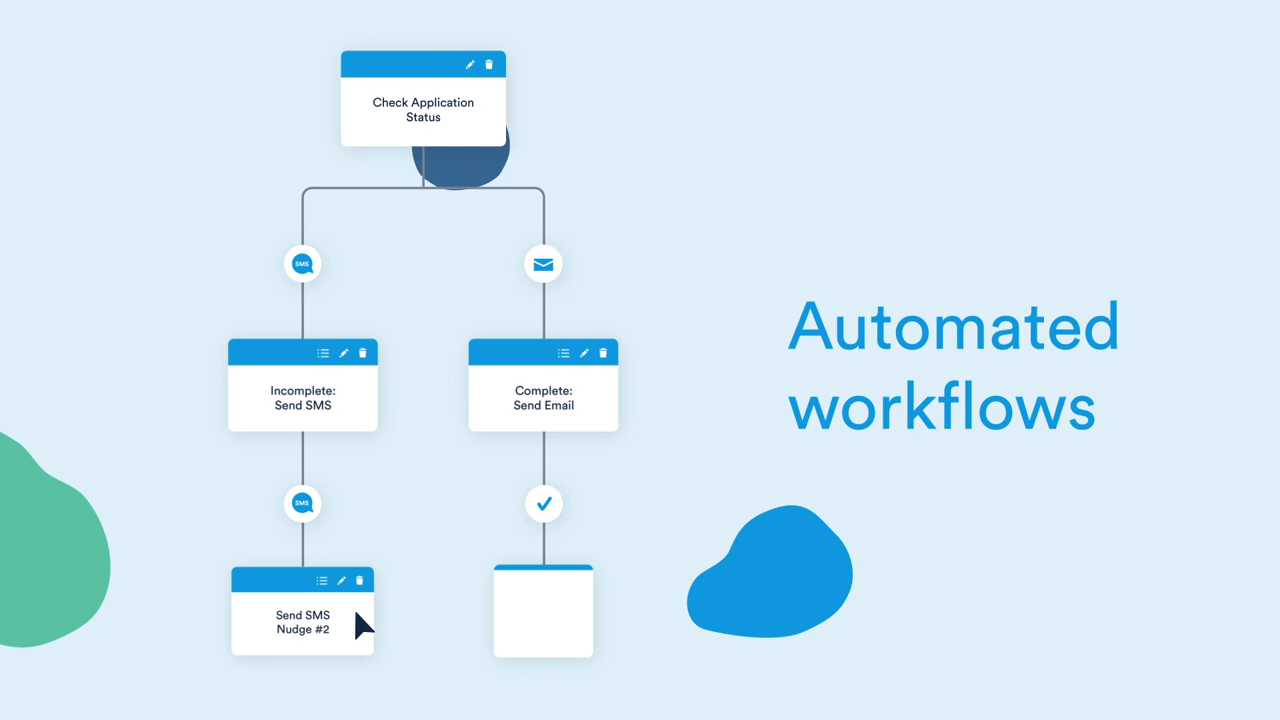 Check Application
Status
SMS
Incomplete:
Send SMS
Complete:
Send Email
SMS
Send SMS
Nudge #2
Automated
workflows